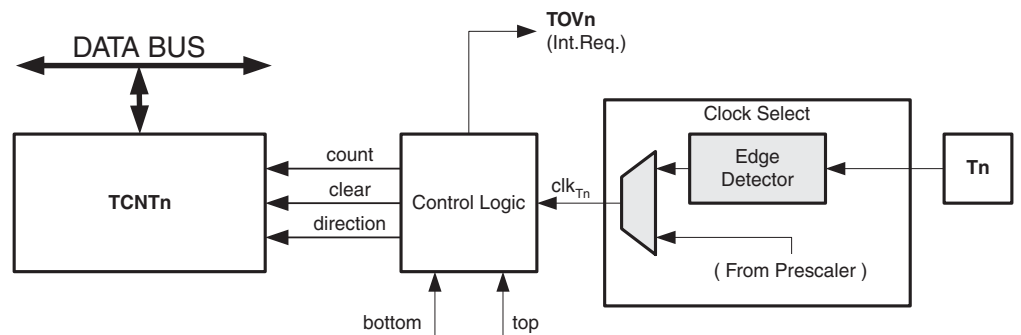 TOVn
(Int.Req.)
DATA BUS
Clock Select
count
Edge
Detector
Tn
TCNTn
clear
Control Logic
clkTn
direction
( From Prescaler )
bottom
top